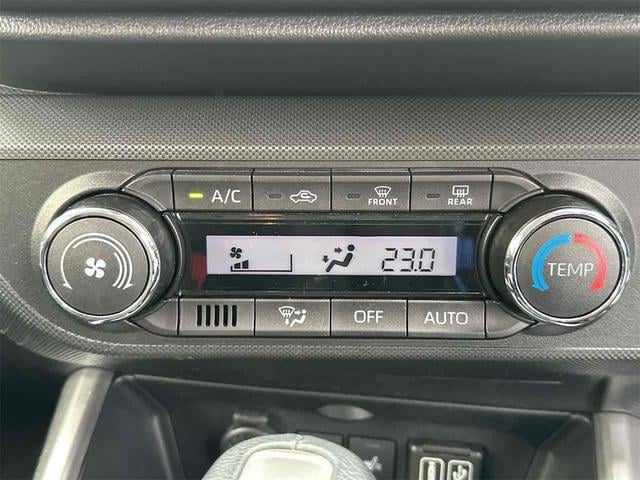 A/C
FRONT
REAR
23.0
TEMP
OFF
AUTO